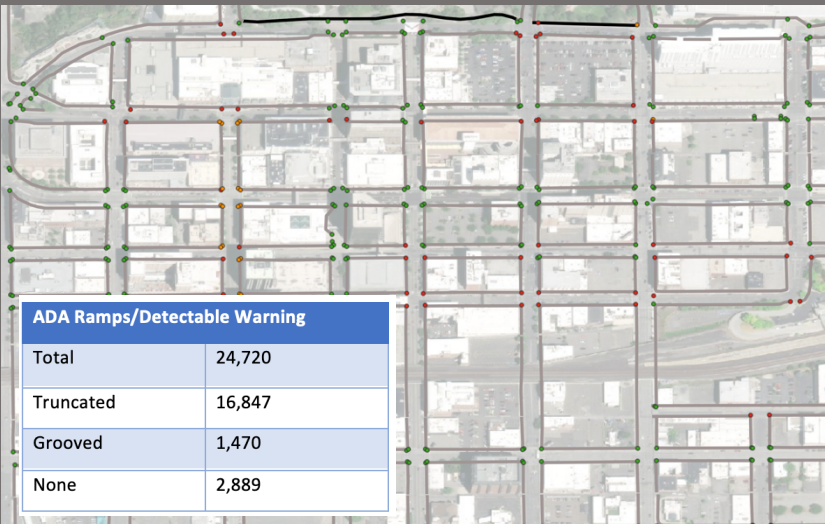 ADA Ramps/Detectable Warning
Total 24,720
Truncated 16,847
Grooved 1,470
None 2,889